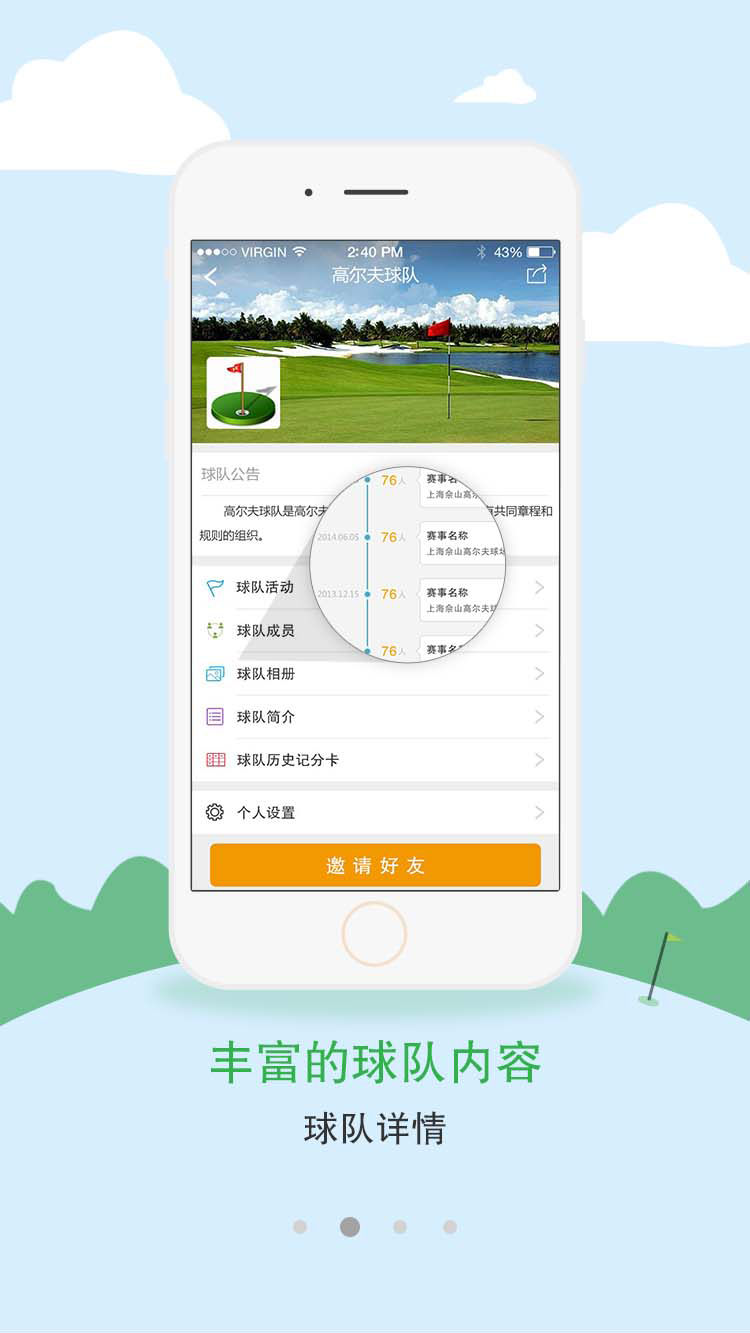 VIRGIN 2:40 PM 43%
高尔夫球队
球队公告
高尔夫球队是高尔夫 共同章程和
规则的组织。
76人 赛事名
上海佘山高尔
2014.06.05 76人 赛事名称
上海佘山高尔夫球场
2013.12.15 76人 赛事名称
上海佘山高尔夫球
76人 赛事名
球队活动
球队成员
球队相册
球队简介
球队历史记分卡
个人设置
邀请好友
丰富的球队内容
球队详情